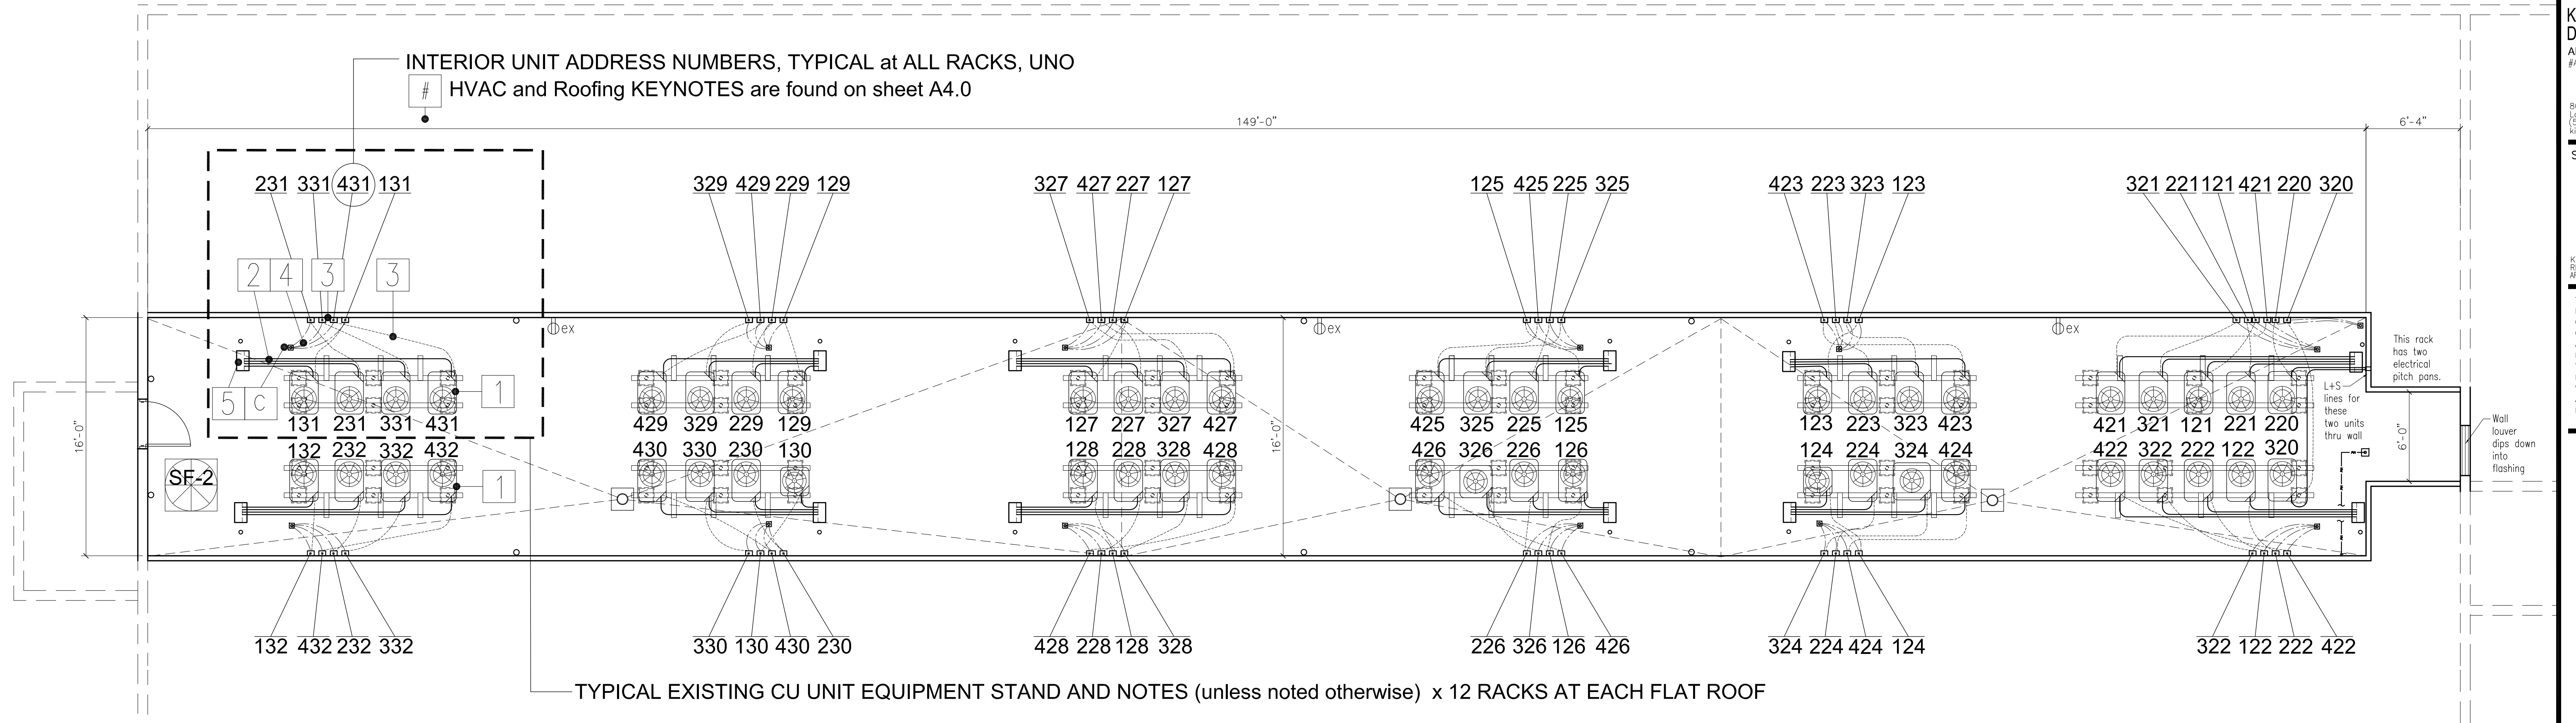 INTERIOR UNIT ADDRESS NUMBERS, TYPICAL at ALL RACKS, UNO
# HVAC and Roofing KEYNOTES are found on sheet A4.0
149'-0" 6'-4"
231 331 431 131 329 429 229 129 327 427 227 127 125 425 225 325 423 223 323 123 321 221 121 421 220 320
2 4 3 3
ex ex ex
5 C 1
131 231 331 431 429 329 229 129 127 227 327 427 425 325 225 125 123 223 323 423 421 321 121 221 220
132 232 332 432 430 330 230 130 128 228 328 428 426 326 226 126 124 224 324 424 422 322 222 122 320
SF-2
1
16'-0" 16'-0" 6'-0"
This rack
has two
electrical
pitch pans.
L+S
lines for
these
two units
thru wall
Wall
louver
dips down
into
flashing
132 432 232 332 330 130 430 230 428 228 128 328 226 326 126 426 324 224 424 124 322 122 222 422
TYPICAL EXISTING CU UNIT EQUIPMENT STAND AND NOTES (unless noted otherwise) x 12 RACKS AT EACH FLAT ROOF